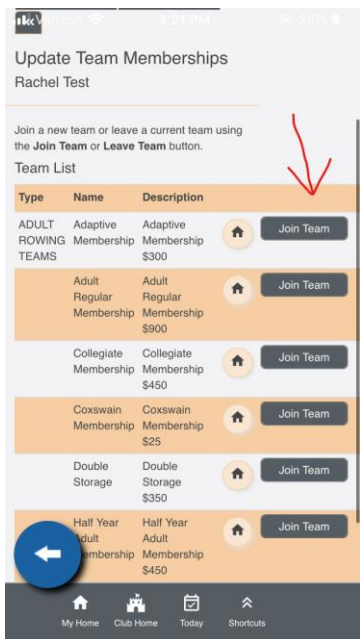 Verizon 3:21 PM 34%
Update Team Memberships
Rachel Test
Join a new team or leave a current team using
the Join Team or Leave Team button.
Team List
Type Name Description
ADULT Adaptive Adaptive Join Team
ROWING Membership Membership
TEAMS $300
Adult Adult Join Team
Regular Regular
Membership Membership
$900
Collegiate Collegiate Join Team
Membership Membership
$450
Coxswain Coxswain Join Team
Membership Membership
$25
Double Double Join Team
Storage Storage
$350
Half Year Half Year Join Team
Adult Adult
Membership Membership
$450
My Home Club Home Today Shortcuts